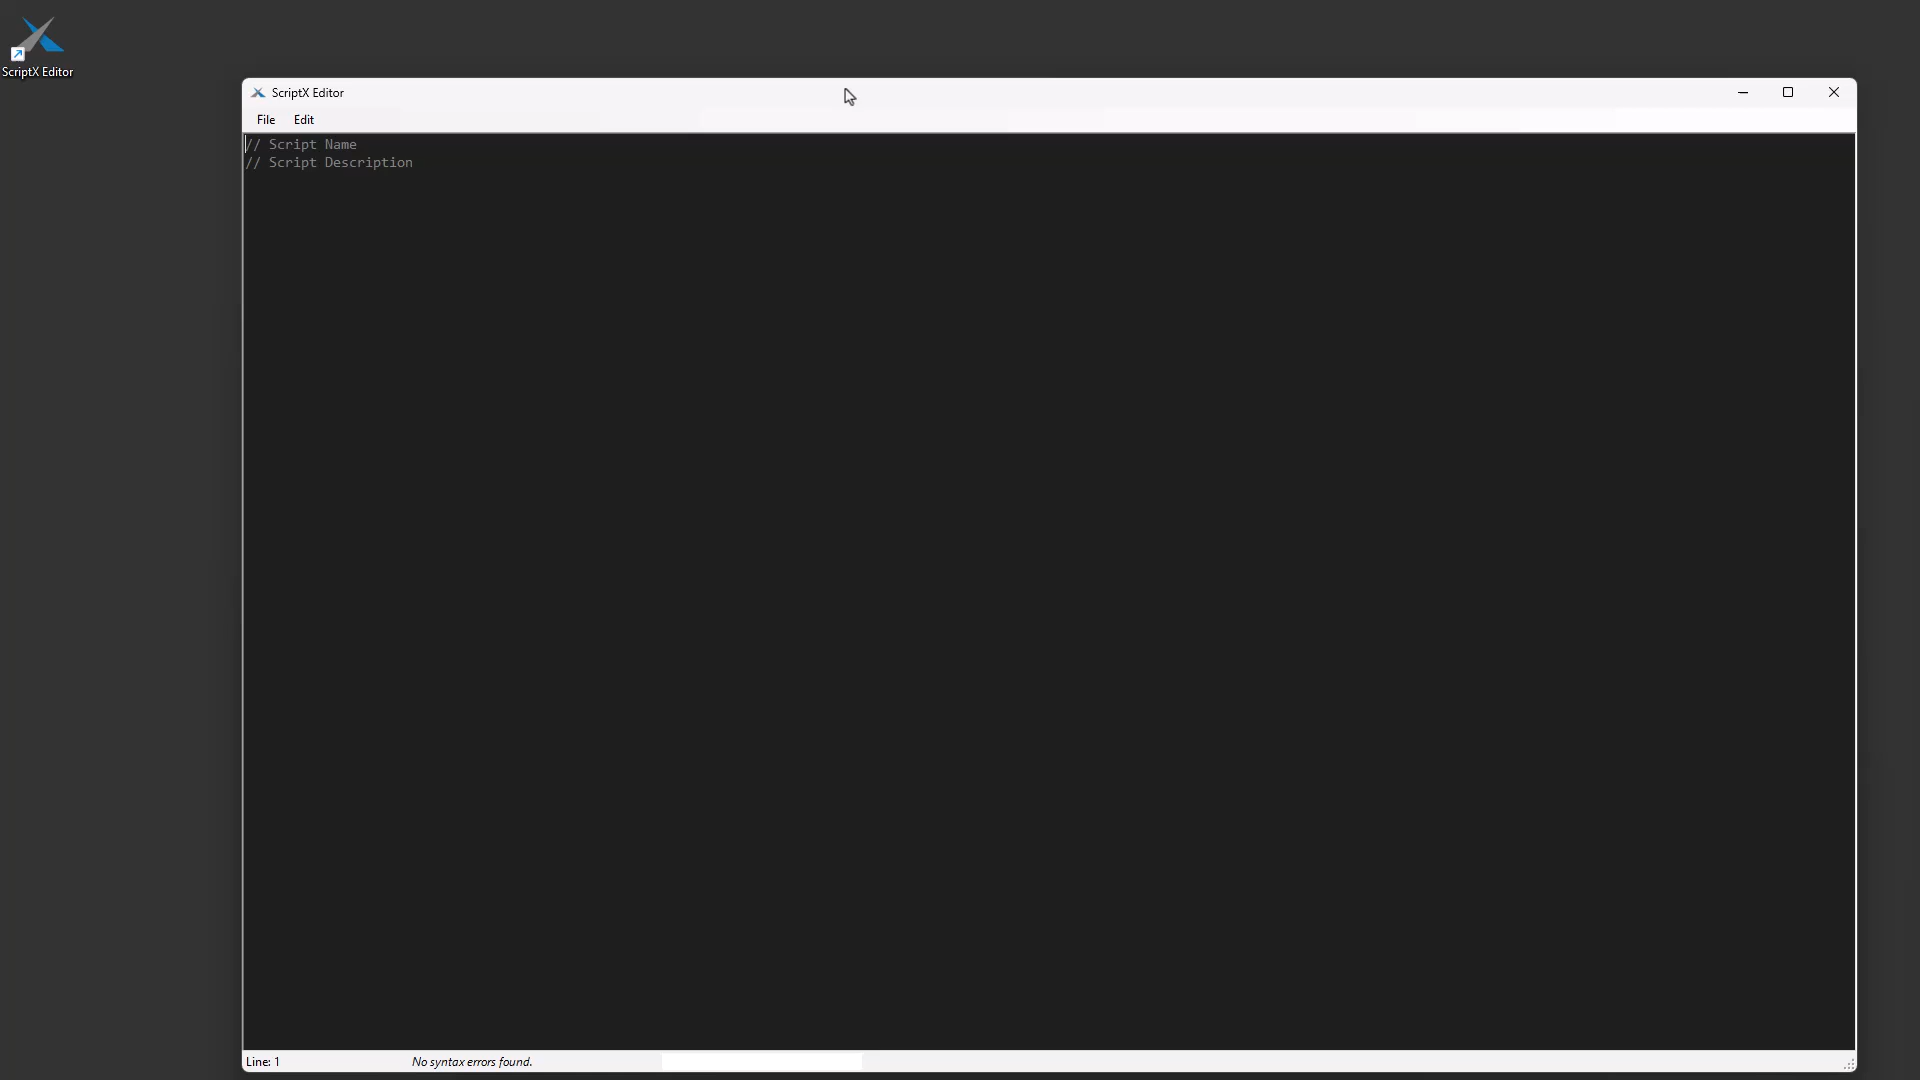 ScriptX Editor
ScriptX Editor
File Edit
// Script Name
// Script Description
Line: 1 No syntax errors found.